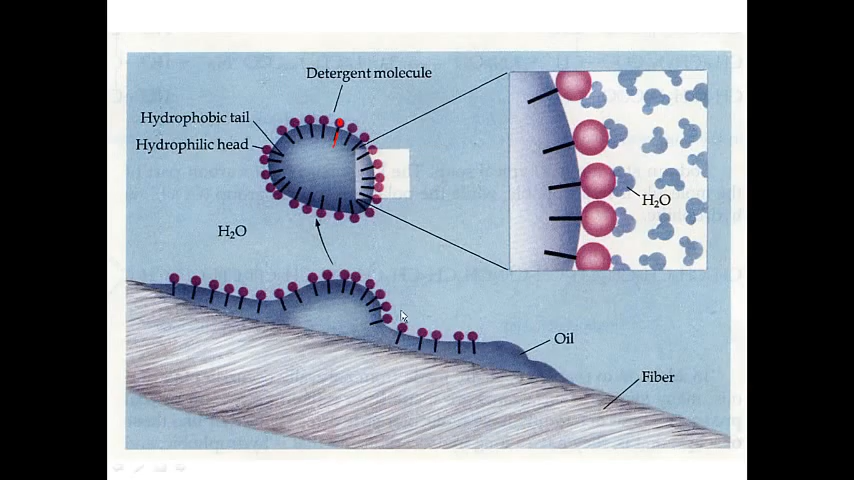 Detergent molecule
Hydrophobic tail
Hydrophilic head
H₂O
H₂O
Oil
Fiber